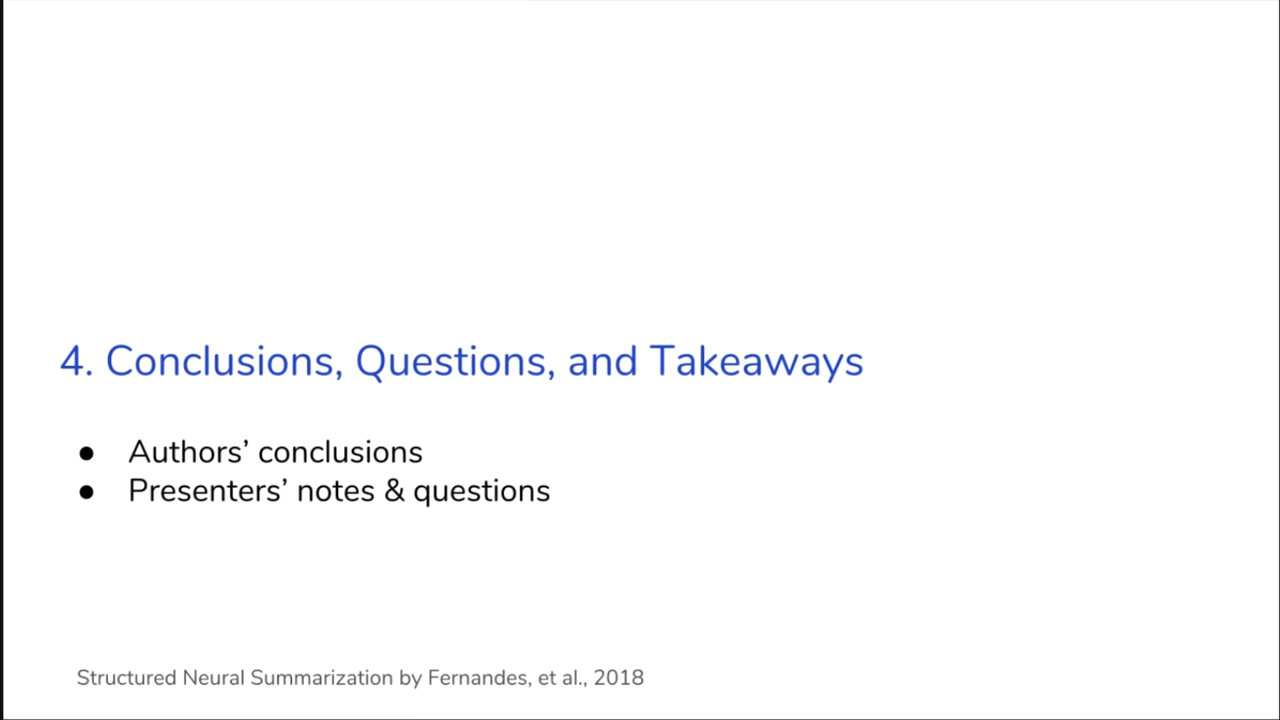 4. Conclusions, Questions, and Takeaways
● Authors’ conclusions
● Presenters’ notes & questions
Structured Neural Summarization by Fernandes, et al., 2018